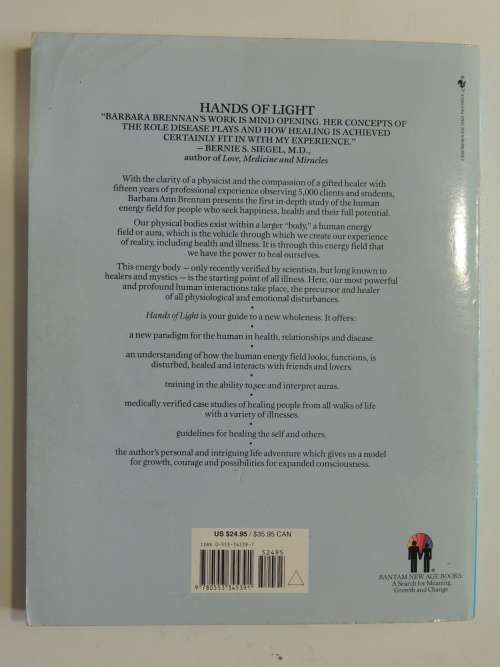 HANDS OF LIGHT
"BARBARA BRENNAN'S WORK IS MIND OPENING. HER CONCEPTS OF
THE ROLE DISEASE PLAYS AND HOW HEALING IS ACHIEVED
CERTAINLY FIT IN WITH MY EXPERIENCE."
— BERNIE S. SIEGEL, M.D.,
author of Love, Medicine and Miracles
With the clarity of a physicist and the compassion of a gifted healer with
fifteen years of professional experience observing 5,000 clients and students,
Barbara Ann Brennan presents the first in-depth study of the human
energy field for people who seek happiness, health and their full potential.
Our physical bodies exist within a larger "body," a human energy
field or aura, which is the vehicle through which we create our experience
of reality, including health and illness. It is through this energy field that
we have the power to heal ourselves.
This energy body — only recently verified by scientists, but long known to
healers and mystics — is the starting point of all illness. Here, our most powerful
and profound human interactions take place, the precursor and healer
of all physiological and emotional disturbances.
Hands of Light is your guide to a new wholeness. It offers:
•
a new paradigm for the human in health, relationships and disease.
•
an understanding of how the human energy field looks, functions, is
disturbed, healed and interacts with friends and lovers.
•
training in the ability to see and interpret auras.
•
medically verified case studies of healing people from all walks of life
with a variety of illnesses.
•
guidelines for healing the self and others.
•
the author's personal and intriguing life adventure which gives us a model
for growth, courage and possibilities for expanded consciousness.
US $24.95 / $35.95 CAN
ISBN 0-553-34539-7
52495
9 780553 345391
BANTAM NEW AGE BOOKS:
A Search for Meaning,
Growth and Change